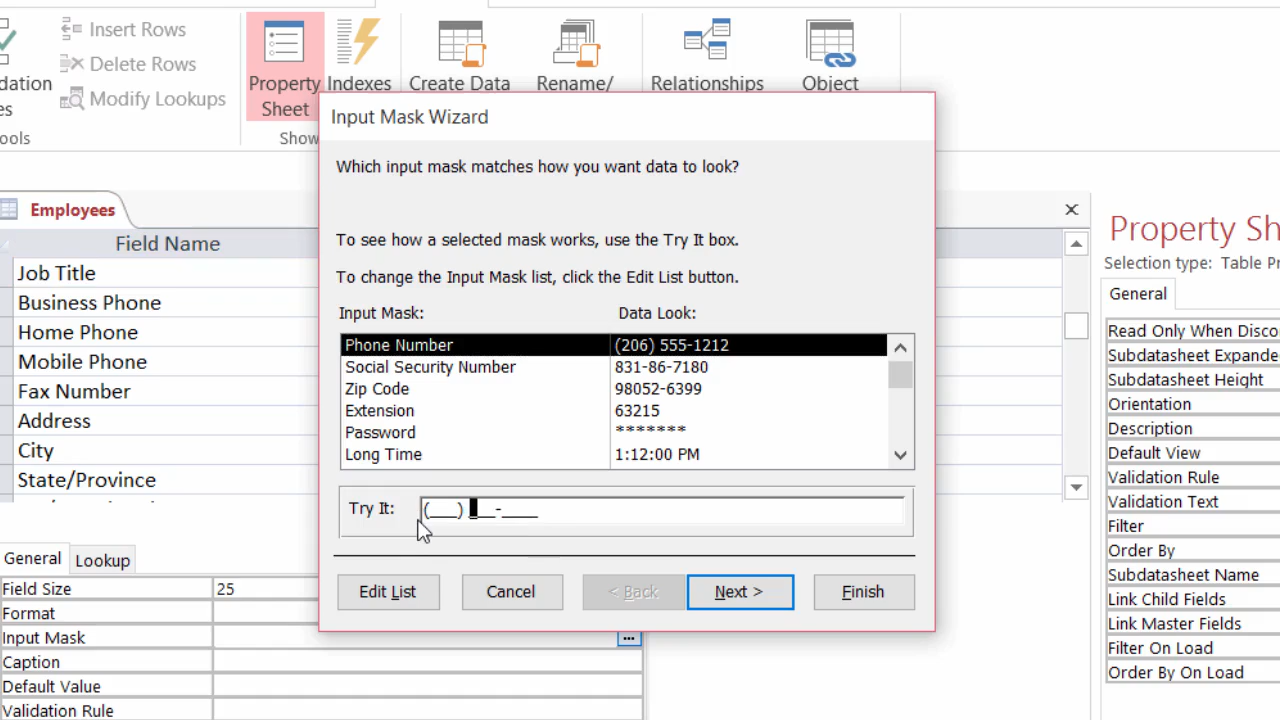 Insert Rows
Delete Rows
Modify Lookups
dation
es
ools
Property
Sheet
Indexes
Show
Create Data
Rename/
Relationships
Object
Input Mask Wizard
Which input mask matches how you want data to look?
To see how a selected mask works, use the Try It box.
To change the Input Mask list, click the Edit List button.
Input Mask: Data Look:
Phone Number (206) 555-1212
Social Security Number 831-86-7180
Zip Code 98052-6399
Extension 63215
Password *******
Long Time 1:12:00 PM
Try It: (___) ___-____
Edit List Cancel < Back Next > Finish
Employees
Field Name
Job Title
Business Phone
Home Phone
Mobile Phone
Fax Number
Address
City
State/Province
General Lookup
Field Size 25
Format
Input Mask ...
Caption
Default Value
Validation Rule
Property Sh
Selection type: Table Pr
General
Read Only When Disco
Subdatasheet Expande
Subdatasheet Height
Orientation
Description
Default View
Validation Rule
Validation Text
Filter
Order By
Subdatasheet Name
Link Child Fields
Link Master Fields
Filter On Load
Order By On Load